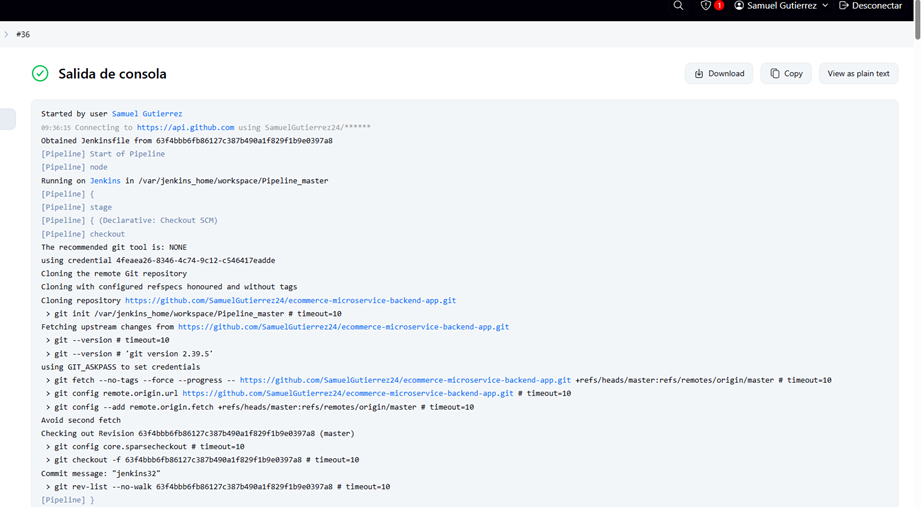 1 Samuel Gutierrez Desconectar
#36
Salida de consola Download Copy View as plain text
Started by user Samuel Gutierrez
09:36:15 Connecting to https://api.github.com using SamuelGutierrez24/******
Obtained Jenkinsfile from 63f4bbb6fb86127c387b490a1f829f1b9e0397a8
[Pipeline] Start of Pipeline
[Pipeline] node
Running on Jenkins in /var/jenkins_home/workspace/Pipeline_master
[Pipeline] {
[Pipeline] stage
[Pipeline] { (Declarative: Checkout SCM)
[Pipeline] checkout
The recommended git tool is: NONE
using credential 4feaea26-8346-4c74-9c12-c546417eadde
Cloning the remote Git repository
Cloning with configured refspecs honoured and without tags
Cloning repository https://github.com/SamuelGutierrez24/ecommerce-microservice-backend-app.git
> git init /var/jenkins_home/workspace/Pipeline_master # timeout=10
Fetching upstream changes from https://github.com/SamuelGutierrez24/ecommerce-microservice-backend-app.git
> git --version # timeout=10
> git --version # 'git version 2.39.5'
using GIT_ASKPASS to set credentials
> git fetch --no-tags --force --progress -- https://github.com/SamuelGutierrez24/ecommerce-microservice-backend-app.git +refs/heads/master:refs/remotes/origin/master # timeout=10
> git config remote.origin.url https://github.com/SamuelGutierrez24/ecommerce-microservice-backend-app.git # timeout=10
> git config --add remote.origin.fetch +refs/heads/master:refs/remotes/origin/master # timeout=10
Avoid second fetch
Checking out Revision 63f4bbb6fb86127c387b490a1f829f1b9e0397a8 (master)
> git config core.sparsecheckout # timeout=10
> git checkout -f 63f4bbb6fb86127c387b490a1f829f1b9e0397a8 # timeout=10
Commit message: "jenkins32"
> git rev-list --no-walk 63f4bbb6fb86127c387b490a1f829f1b9e0397a8 # timeout=10
[Pipeline] }